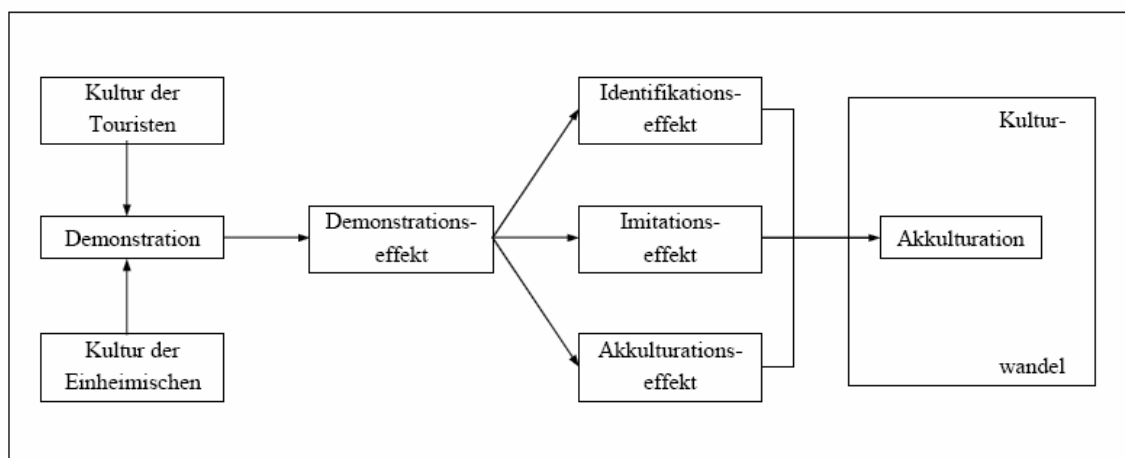 Kultur der
Touristen
Demonstration
Kultur der
Einheimischen
Demonstrations-
effekt
Identifikations-
effekt
Imitations-
effekt
Akkulturations-
effekt
Kultur-
Akkulturation
wandel